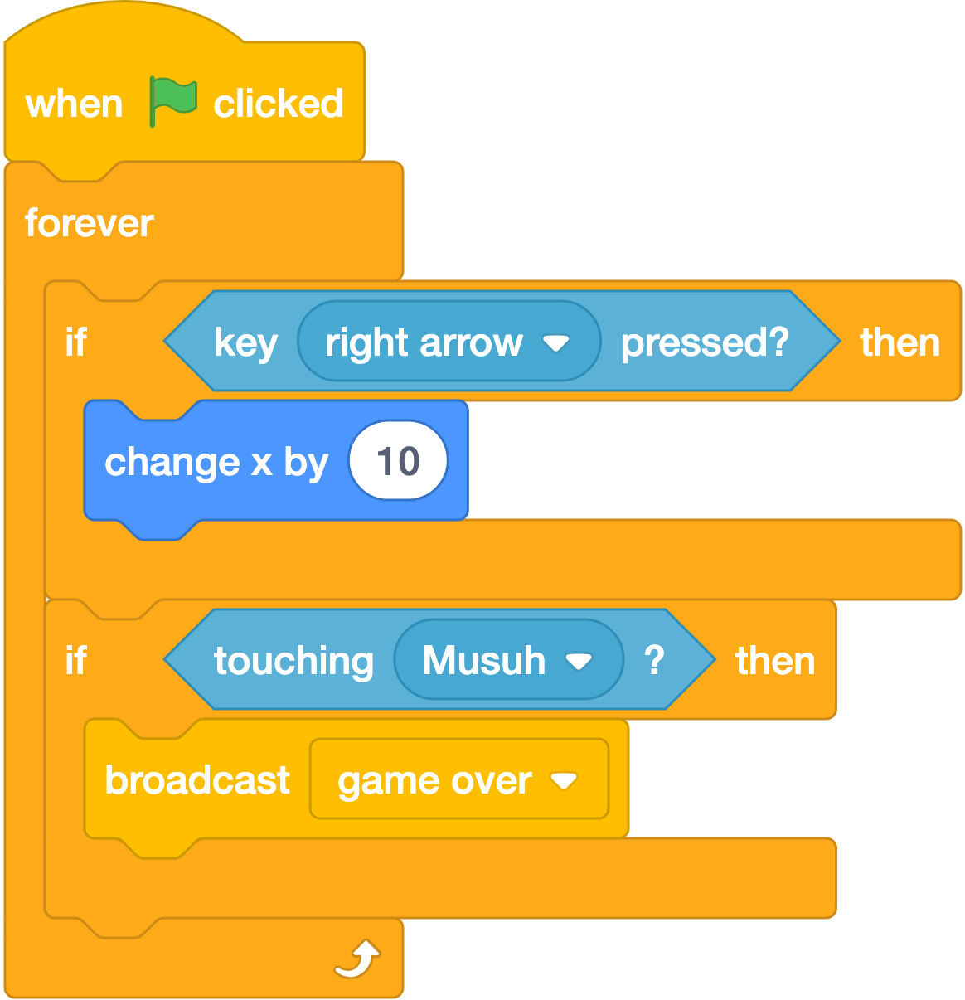 when clicked
forever
if key right arrow pressed? then
change x by 10
if touching Musuh ? then
broadcast game over